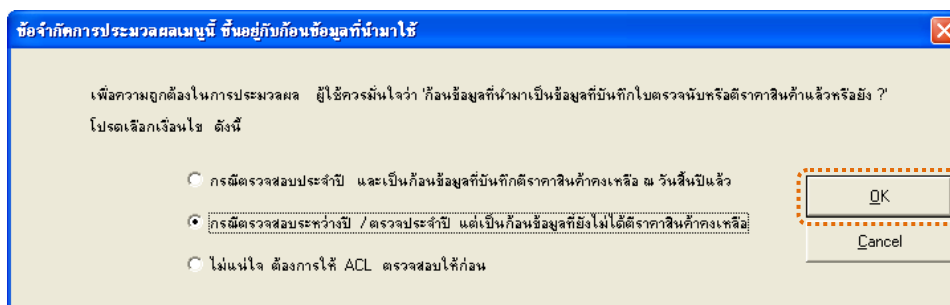 ข้อจำกัดการประมวลผลเมนูนี้ ขึ้นอยู่กับก้อนข้อมูลที่นำมาใช้
เพื่อความถูกต้องในการประมวลผล ผู้ใช้ควรมั่นใจว่า 'ก้อนข้อมูลที่นำมาเป็นข้อมูลที่บันทึกใบตรวจนับหรือตีราคาสินค้าแล้วหรือยัง ?'
โปรดเลือกเงื่อนไข ดังนี้
กรณีตรวจสอบประจำปี และเป็นก้อนข้อมูลที่บันทึกตีราคาสินค้าคงเหลือ ณ วันสิ้นปีแล้ว
OK
กรณีตรวจสอบระหว่างปี / ตรวจประจำปี แต่เป็นก้อนข้อมูลที่ยังไม่ได้ตีราคาสินค้าคงเหลือ
Cancel
ไม่แน่ใจ ต้องการให้ ACL ตรวจสอบให้ก่อน